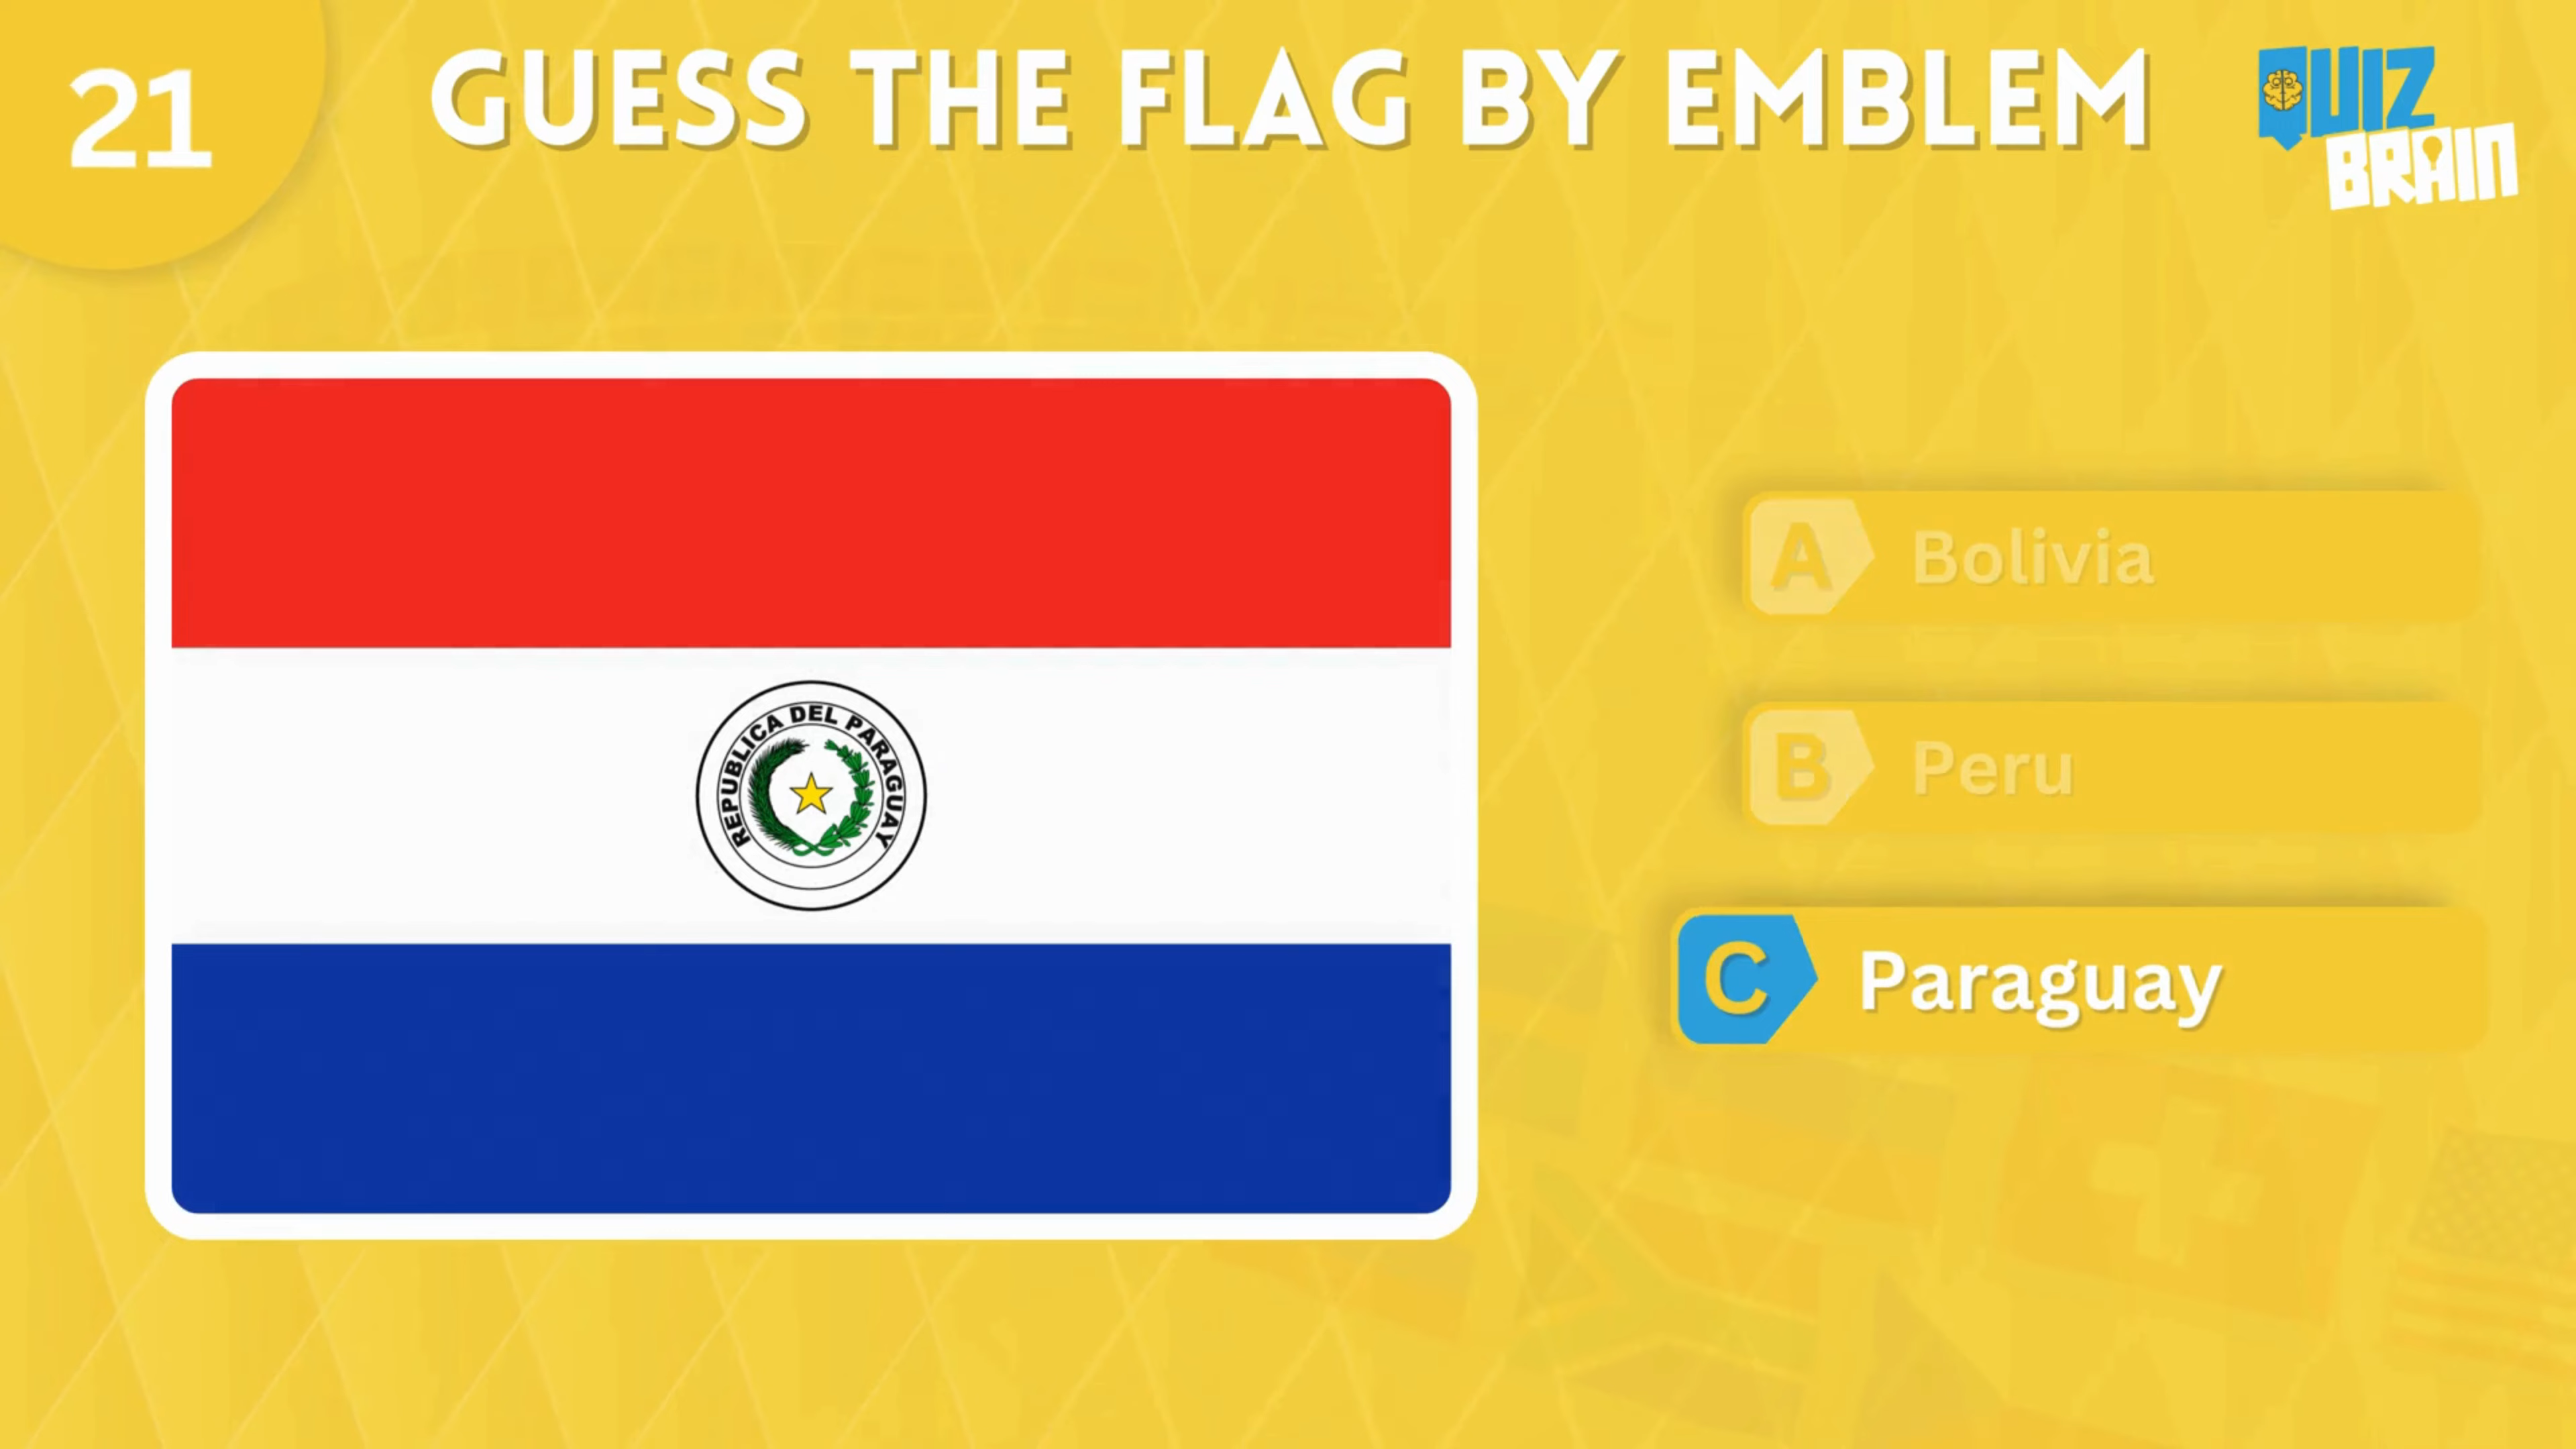 21
GUESS THE FLAG BY EMBLEM
QUIZ
BRAIN
REPUBLICA DEL PARAGUAY
A Bolivia
B Peru
C Paraguay